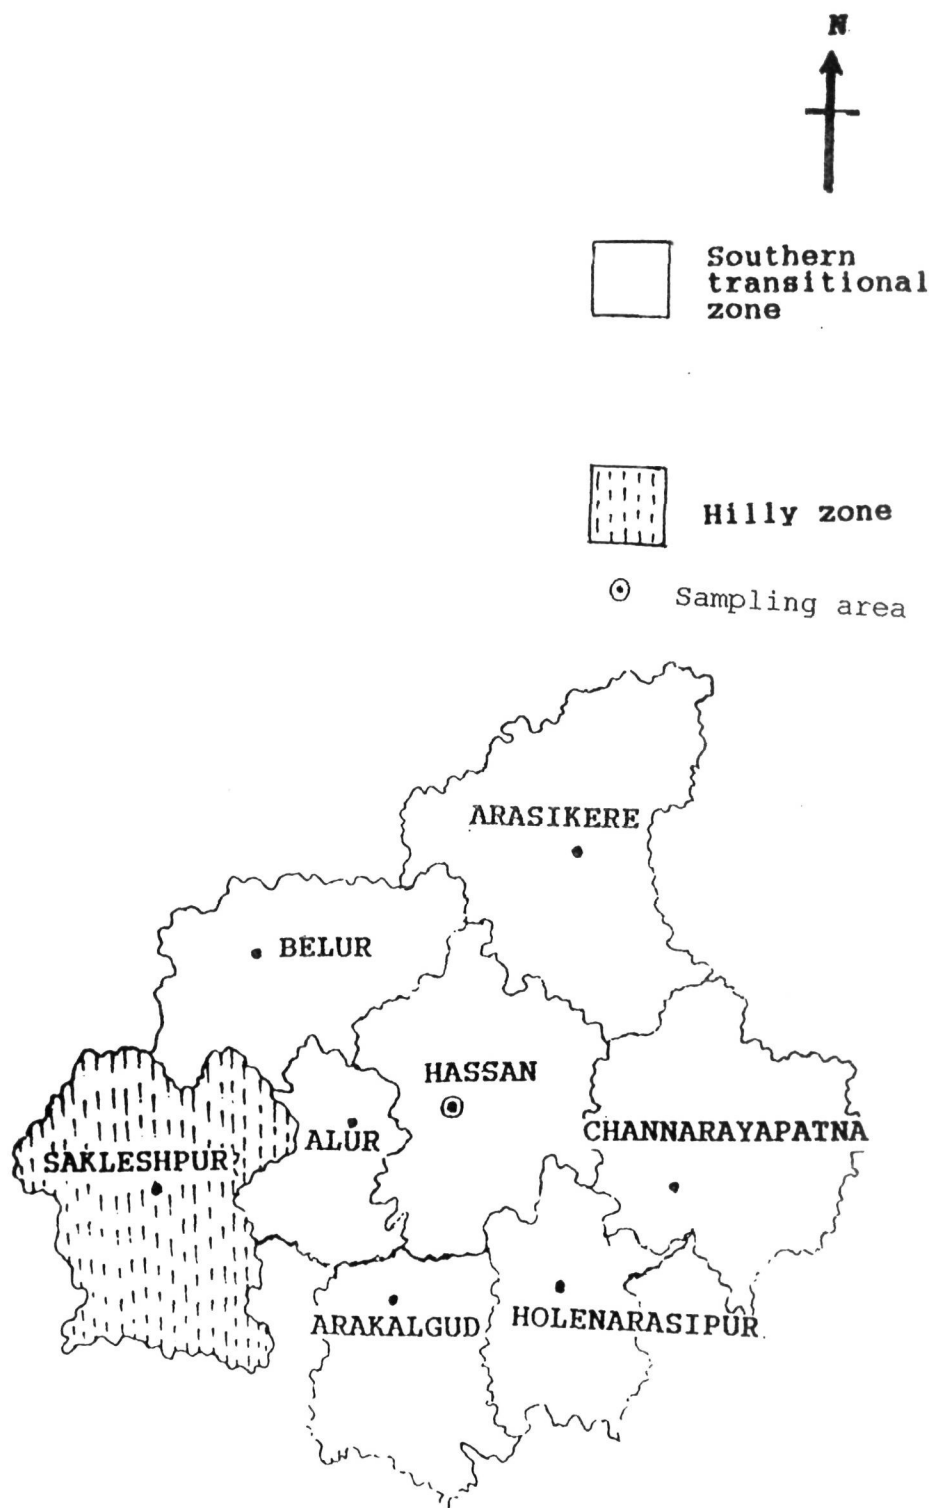 N
Southern
transitional
zone
Hilly zone
Sampling area
ARASIKERE
BELUR
HASSAN
ALUR
CHANNARAYAPATNA
SAKLESHPUR
ARAKALGUD
HOLENARASIPUR